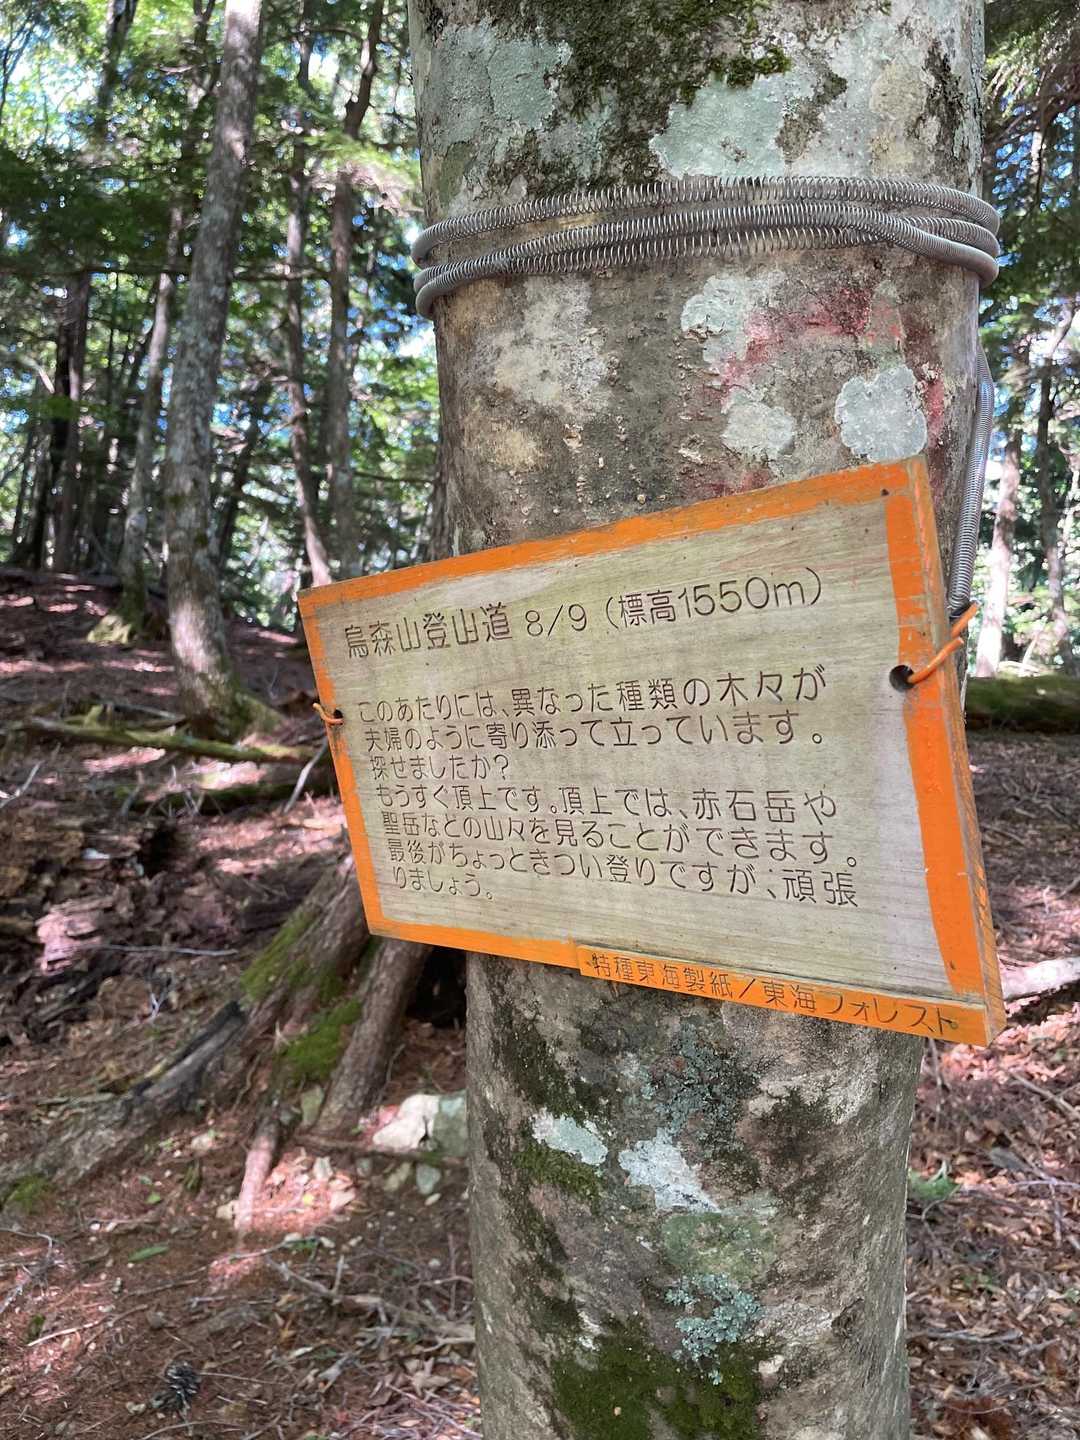 鳥森山登山道 8/9（標高1550m）
このあたりには、異なった種類の木々が
夫婦のように寄り添って立っています。
探せましたか？
もうすぐ頂上です。頂上では、赤石岳や
聖岳などの山々を見ることができます。
最後がちょっときつい登りですが、頑張
りましょう。
特種東海製紙／東海フォレスト